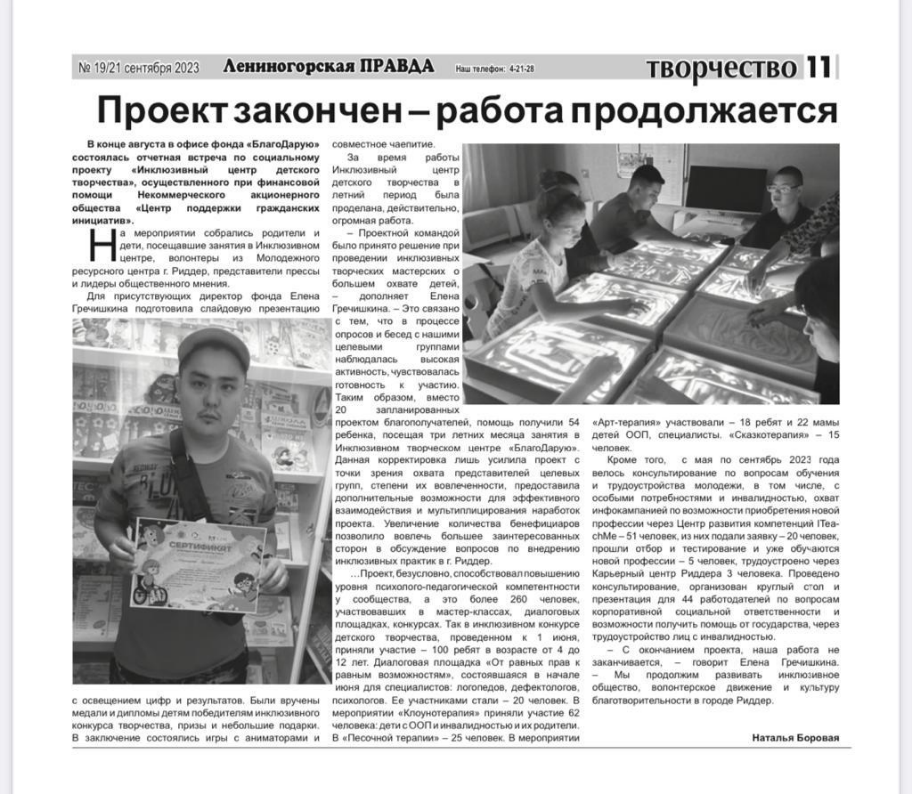 № 19/21 сентября 2023 Лениногорская ПРАВДА Наш телефон: 4-21-28 творчество 11
Проект закончен – работа продолжается
В конце августа в офисе фонда «БлагоДарую»
состоялась отчетная встреча по социальному
проекту «Инклюзивный центр детского
творчества», осуществленного при финансовой
помощи Некоммерческого акционерного
общества «Центр поддержки гражданских
инициатив».
На мероприятии собрались родители и
дети, посещавшие занятия в Инклюзивном
центре, волонтеры из Молодежного
ресурсного центра г. Риддер, представители прессы
и лидеры общественного мнения.
Для присутствующих директор фонда Елена
Гречишкина подготовила слайдовую презентацию
СЕРТИФИКАТ
с освещением цифр и результатов. Были вручены
медали и дипломы детям победителям инклюзивного
конкурса творчества, призы и небольшие подарки.
В заключение состоялись игры с аниматорами и
совместное чаепитие.
За время работы
Инклюзивный центр
детского творчества в
летний период была
проделана, действительно,
огромная работа.
– Проектной командой
было принято решение при
проведении инклюзивных
творческих мастерских о
большем охвате детей,
– дополняет Елена
Гречишкина. – Это связано
с тем, что в процессе
опросов и бесед с нашими
целевыми группами
наблюдалась высокая
активность, чувствовалась
готовность к участию.
Таким образом, вместо
20 запланированных
проектом благополучателей, помощь получили 54
ребенка, посещая три летних месяца занятия в
Инклюзивном творческом центре «БлагоДарую».
Данная корректировка лишь усилила проект с
точки зрения охвата представителей целевых
групп, степени их вовлеченности, предоставила
дополнительные возможности для эффективного
взаимодействия и мультиплицирования наработок
проекта. Увеличение количества бенефициаров
позволило вовлечь большее заинтересованных
сторон в обсуждение вопросов по внедрению
инклюзивных практик в г. Риддер.
…Проект, безусловно, способствовал повышению
уровня психолого-педагогической компетентности
у сообщества, а это более 260 человек,
участвовавших в мастер-классах, диалоговых
площадках, конкурсах. Так в инклюзивном конкурсе
детского творчества, проведенном к 1 июня,
приняли участие – 100 ребят в возрасте от 4 до
12 лет. Диалоговая площадка «От равных прав к
равным возможностям», состоявшаяся в начале
июня для специалистов: логопедов, дефектологов,
психологов. Ее участниками стали – 20 человек. В
мероприятии «Клоунотерапия» приняли участие 62
человека: дети с ООП и инвалидностью и их родители.
В «Песочной терапии» – 25 человек. В мероприятии
«Арт-терапия» участвовали – 18 ребят и 22 мамы
детей ООП, специалисты. «Сказкотерапия» – 15
человек.
Кроме того, с мая по сентябрь 2023 года
велось консультирование по вопросам обучения
и трудоустройства молодежи, в том числе, с
особыми потребностями и инвалидностью, охват
инфокампанией по возможности приобретения новой
профессии через Центр развития компетенций ITea-
chMe – 51 человек, из них подали заявку – 20 человек,
прошли отбор и тестирование и уже обучаются
новой профессии – 5 человек, трудоустроено через
Карьерный центр Риддера 3 человека. Проведено
консультирование, организован круглый стол и
презентация для 44 работодателей по вопросам
корпоративной социальной ответственности и
возможности получить помощь от государства, через
трудоустройство лиц с инвалидностью.
– С окончанием проекта, наша работа не
заканчивается, – говорит Елена Гречишкина.
– Мы продолжим развивать инклюзивное
общество, волонтерское движение и культуру
благотворительности в городе Риддер.
Наталья Боровая